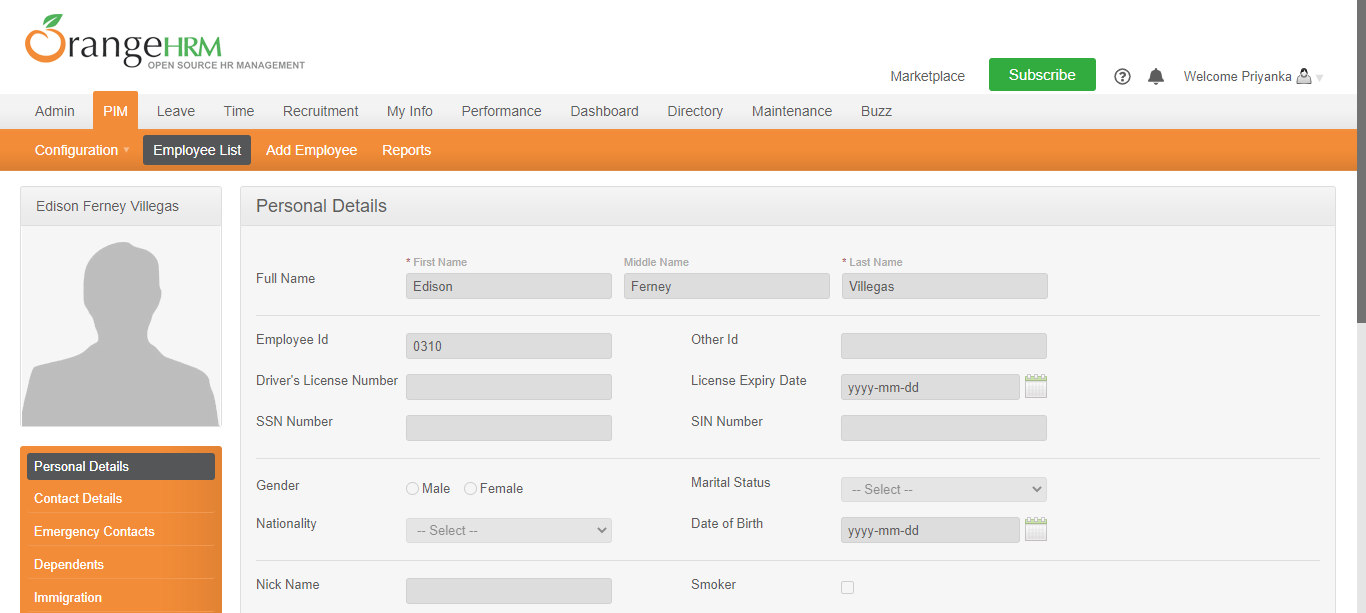 OrangeHRM
OPEN SOURCE HR MANAGEMENT
Marketplace
Subscribe
?
Welcome Priyanka
Admin PIM Leave Time Recruitment My Info Performance Dashboard Directory Maintenance Buzz
Configuration Employee List Add Employee Reports
Edison Ferney Villegas
Personal Details
Contact Details
Emergency Contacts
Dependents
Immigration
Personal Details
* First Name Middle Name * Last Name
Full Name Edison Ferney Villegas
Employee Id 0310 Other Id
Driver's License Number License Expiry Date yyyy-mm-dd
SSN Number SIN Number
Gender Male Female Marital Status -- Select --
Nationality -- Select -- Date of Birth yyyy-mm-dd
Nick Name Smoker